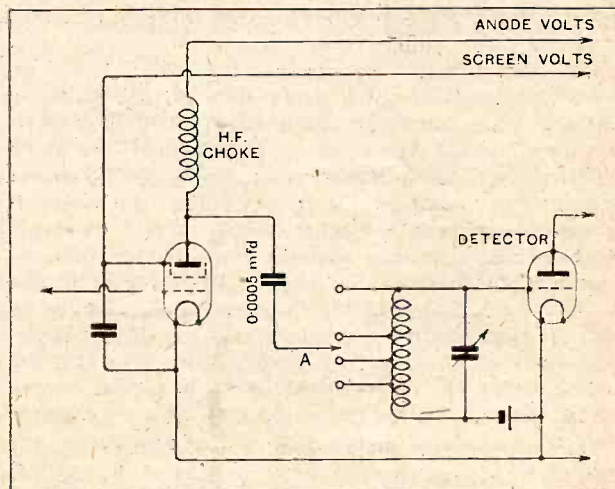 ANODE VOLTS
SCREEN VOLTS
H.F.
CHOKE
DETECTOR
0·0005 mfd
A